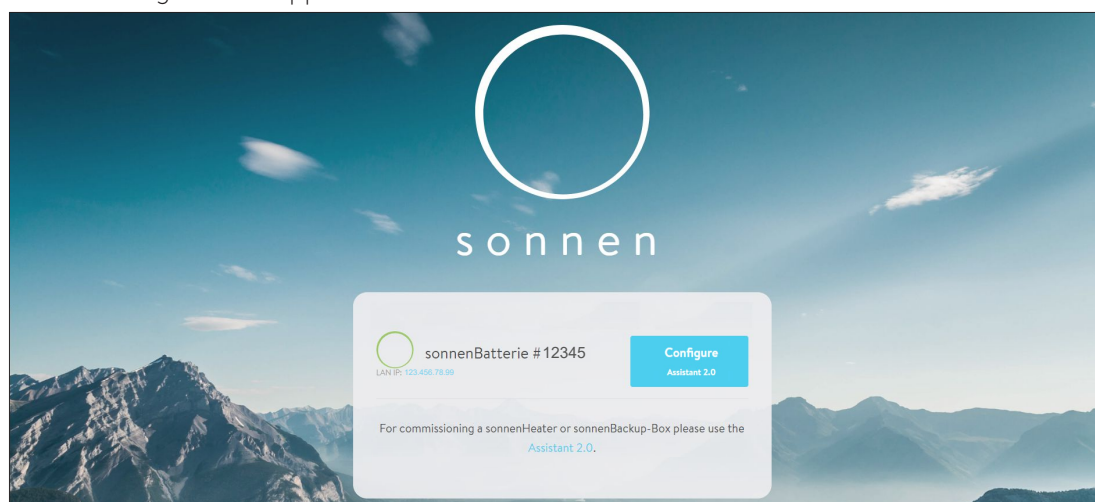 sonnen
sonnenBatterie #12345
Configure
Assistant 2.0
LAN IP: 123.456.78.99
For commissioning a sonnenHeater or sonnenBackup-Box please use the
Assistant 2.0.